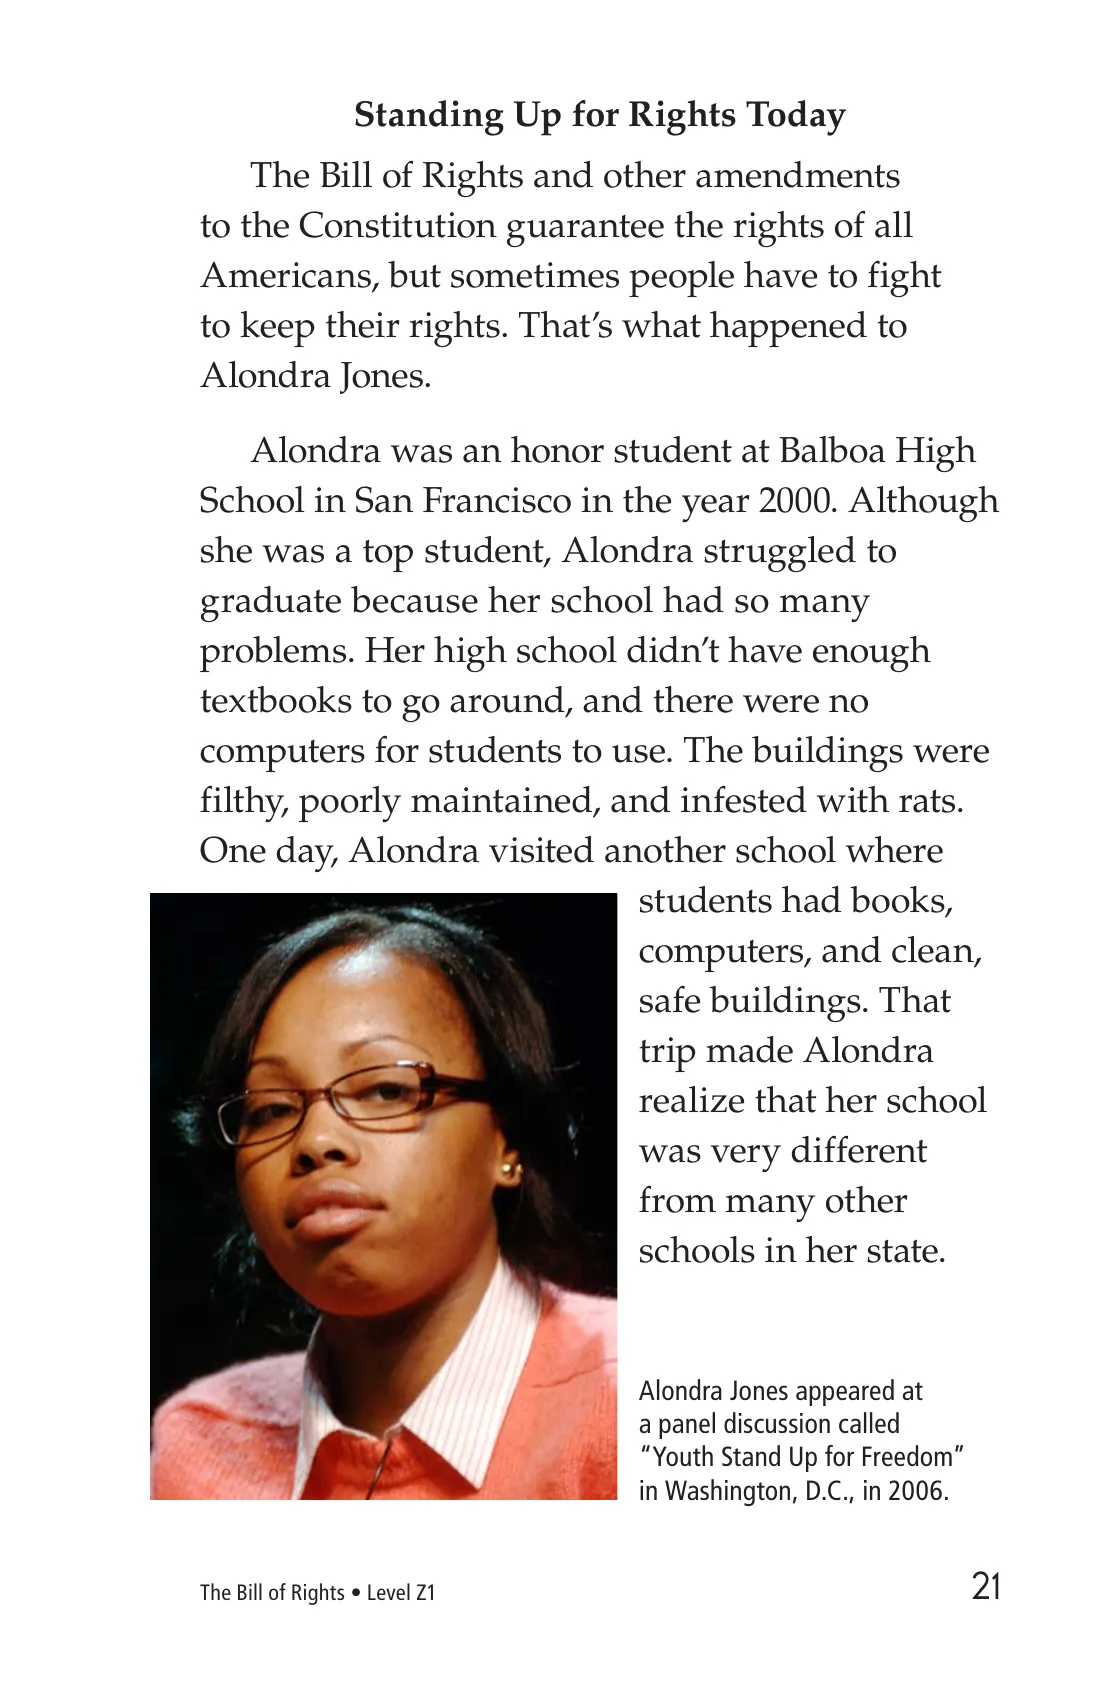 Standing Up for Rights Today
The Bill of Rights and other amendments
to the Constitution guarantee the rights of all
Americans, but sometimes people have to fight
to keep their rights. That’s what happened to
Alondra Jones.
Alondra was an honor student at Balboa High
School in San Francisco in the year 2000. Although
she was a top student, Alondra struggled to
graduate because her school had so many
problems. Her high school didn’t have enough
textbooks to go around, and there were no
computers for students to use. The buildings were
filthy, poorly maintained, and infested with rats.
One day, Alondra visited another school where
students had books,
computers, and clean,
safe buildings. That
trip made Alondra
realize that her school
was very different
from many other
schools in her state.
Alondra Jones appeared at
a panel discussion called
“Youth Stand Up for Freedom”
in Washington, D.C., in 2006.
The Bill of Rights • Level Z1
21